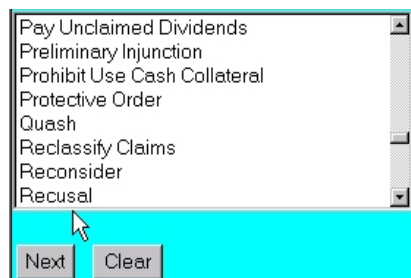 Pay Unclaimed Dividends
Preliminary Injunction
Prohibit Use Cash Collateral
Protective Order
Quash
Reclassify Claims
Reconsider
Recusal
Next Clear